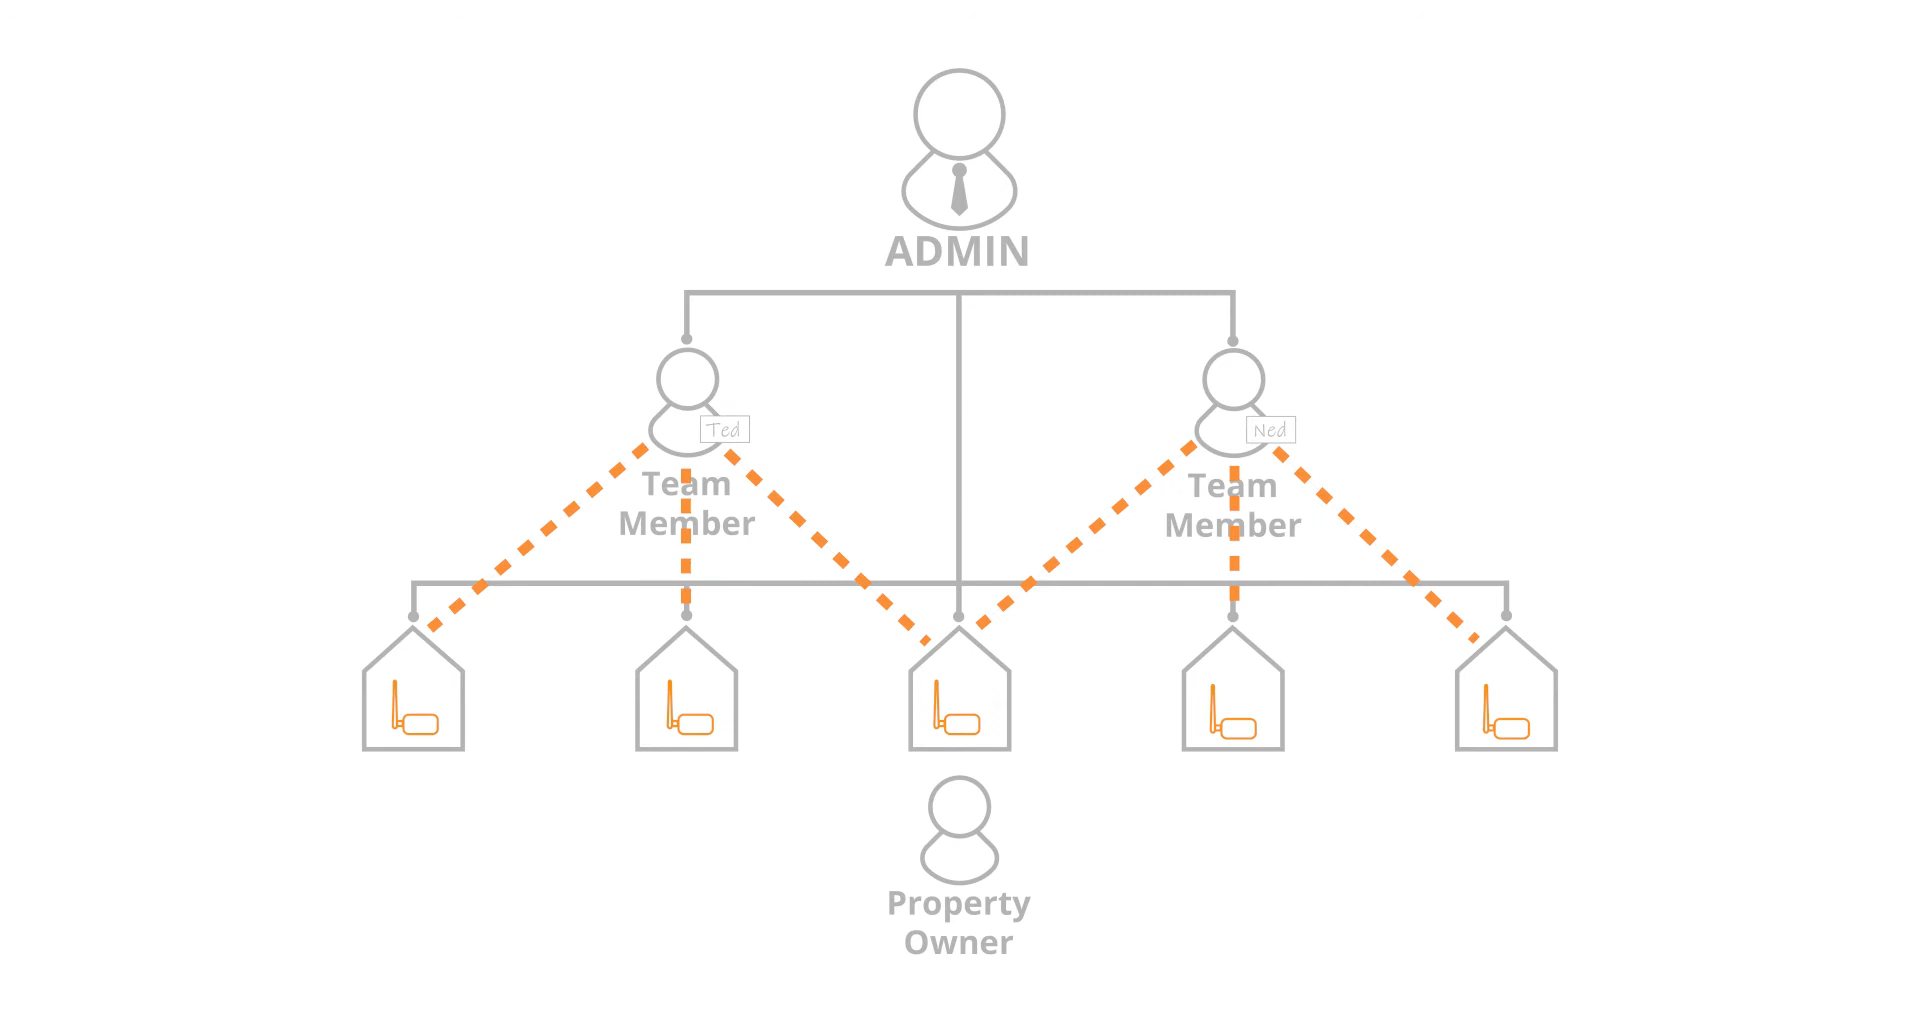 ADMIN
Ted
Team
Member
Ned
Team
Member
Property
Owner